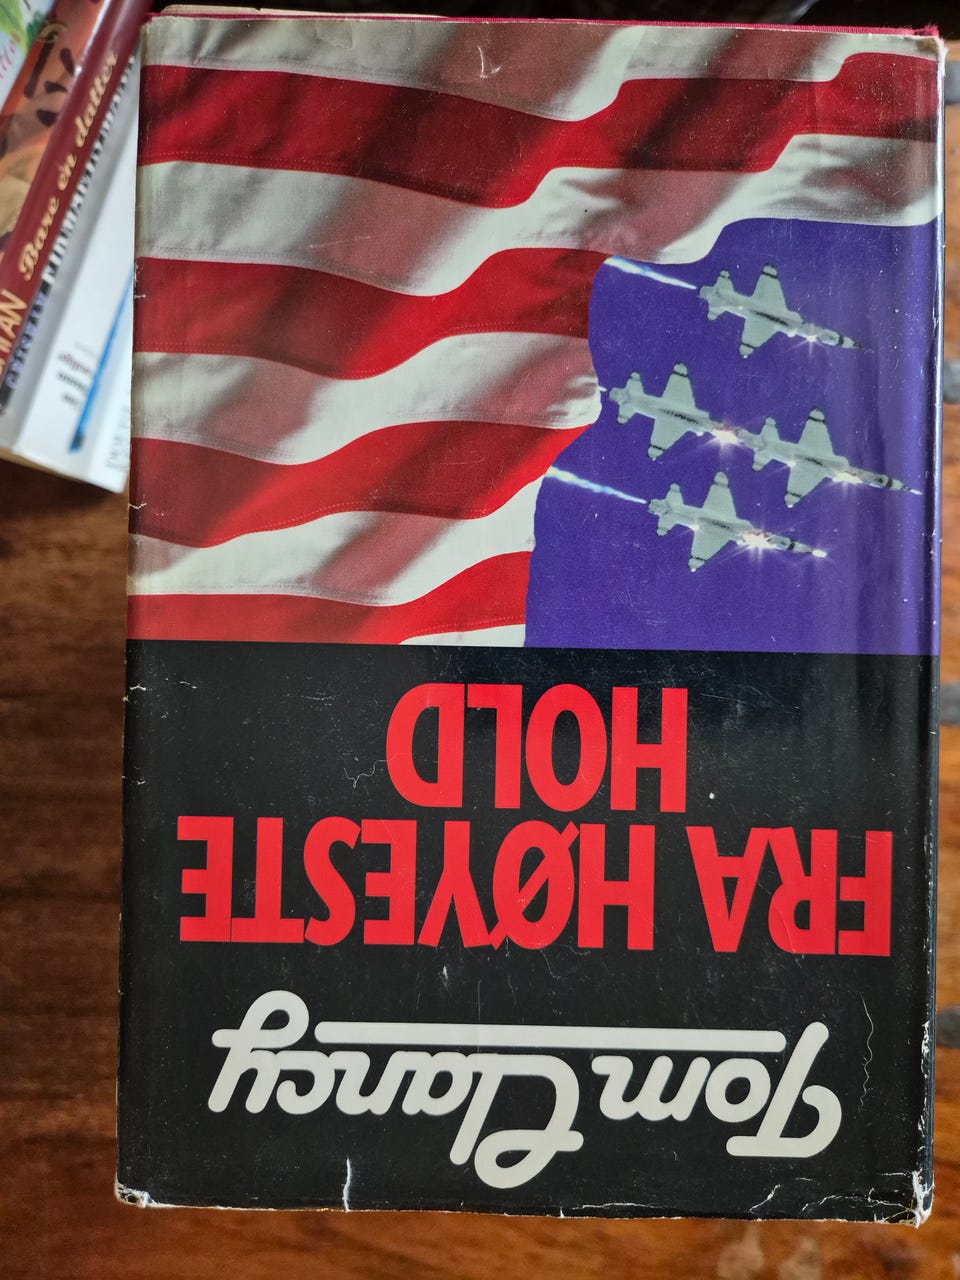 Tom Clancy
FRA HØYESTE
HOLD
Bare en datter